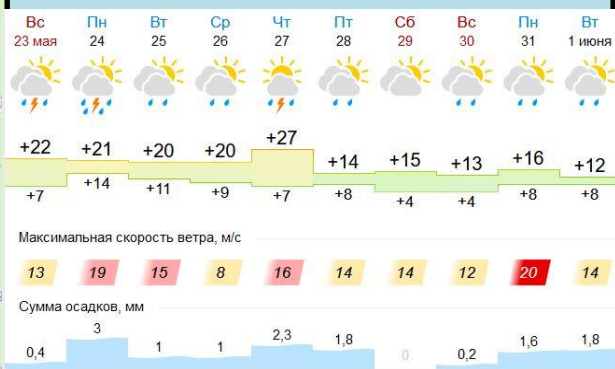 Вс Пн Вт Ср Чт Пт Сб Вс Пн Вт
23 мая 24 25 26 27 28 29 30 31 1 июня
+22 +21 +20 +20 +27 +14 +15 +13 +16 +12
+7 +14 +11 +9 +7 +8 +4 +4 +8 +8
Максимальная скорость ветра, м/с
13 19 15 8 16 14 14 12 20 14
Сумма осадков, мм
0,4 3 1 1 2,3 1,8 0 0,2 1,6 1,8